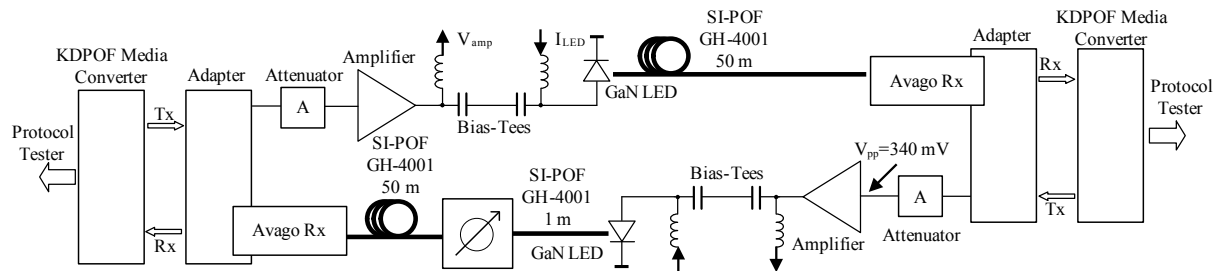 KDPOF Media
Converter
Adapter
Attenuator
Amplifier
V_amp
I_LED
SI-POF
GH-4001
50 m
Adapter
KDPOF Media
Converter
Tx
A
GaN LED
Avago Rx
Rx
Protocol
Tester
Bias-Tees
Protocol
Tester
SI-POF
GH-4001
50 m
SI-POF
GH-4001
1 m
Bias-Tees
V_pp=340 mV
A
Tx
Rx
Avago Rx
GaN LED
Amplifier
Attenuator